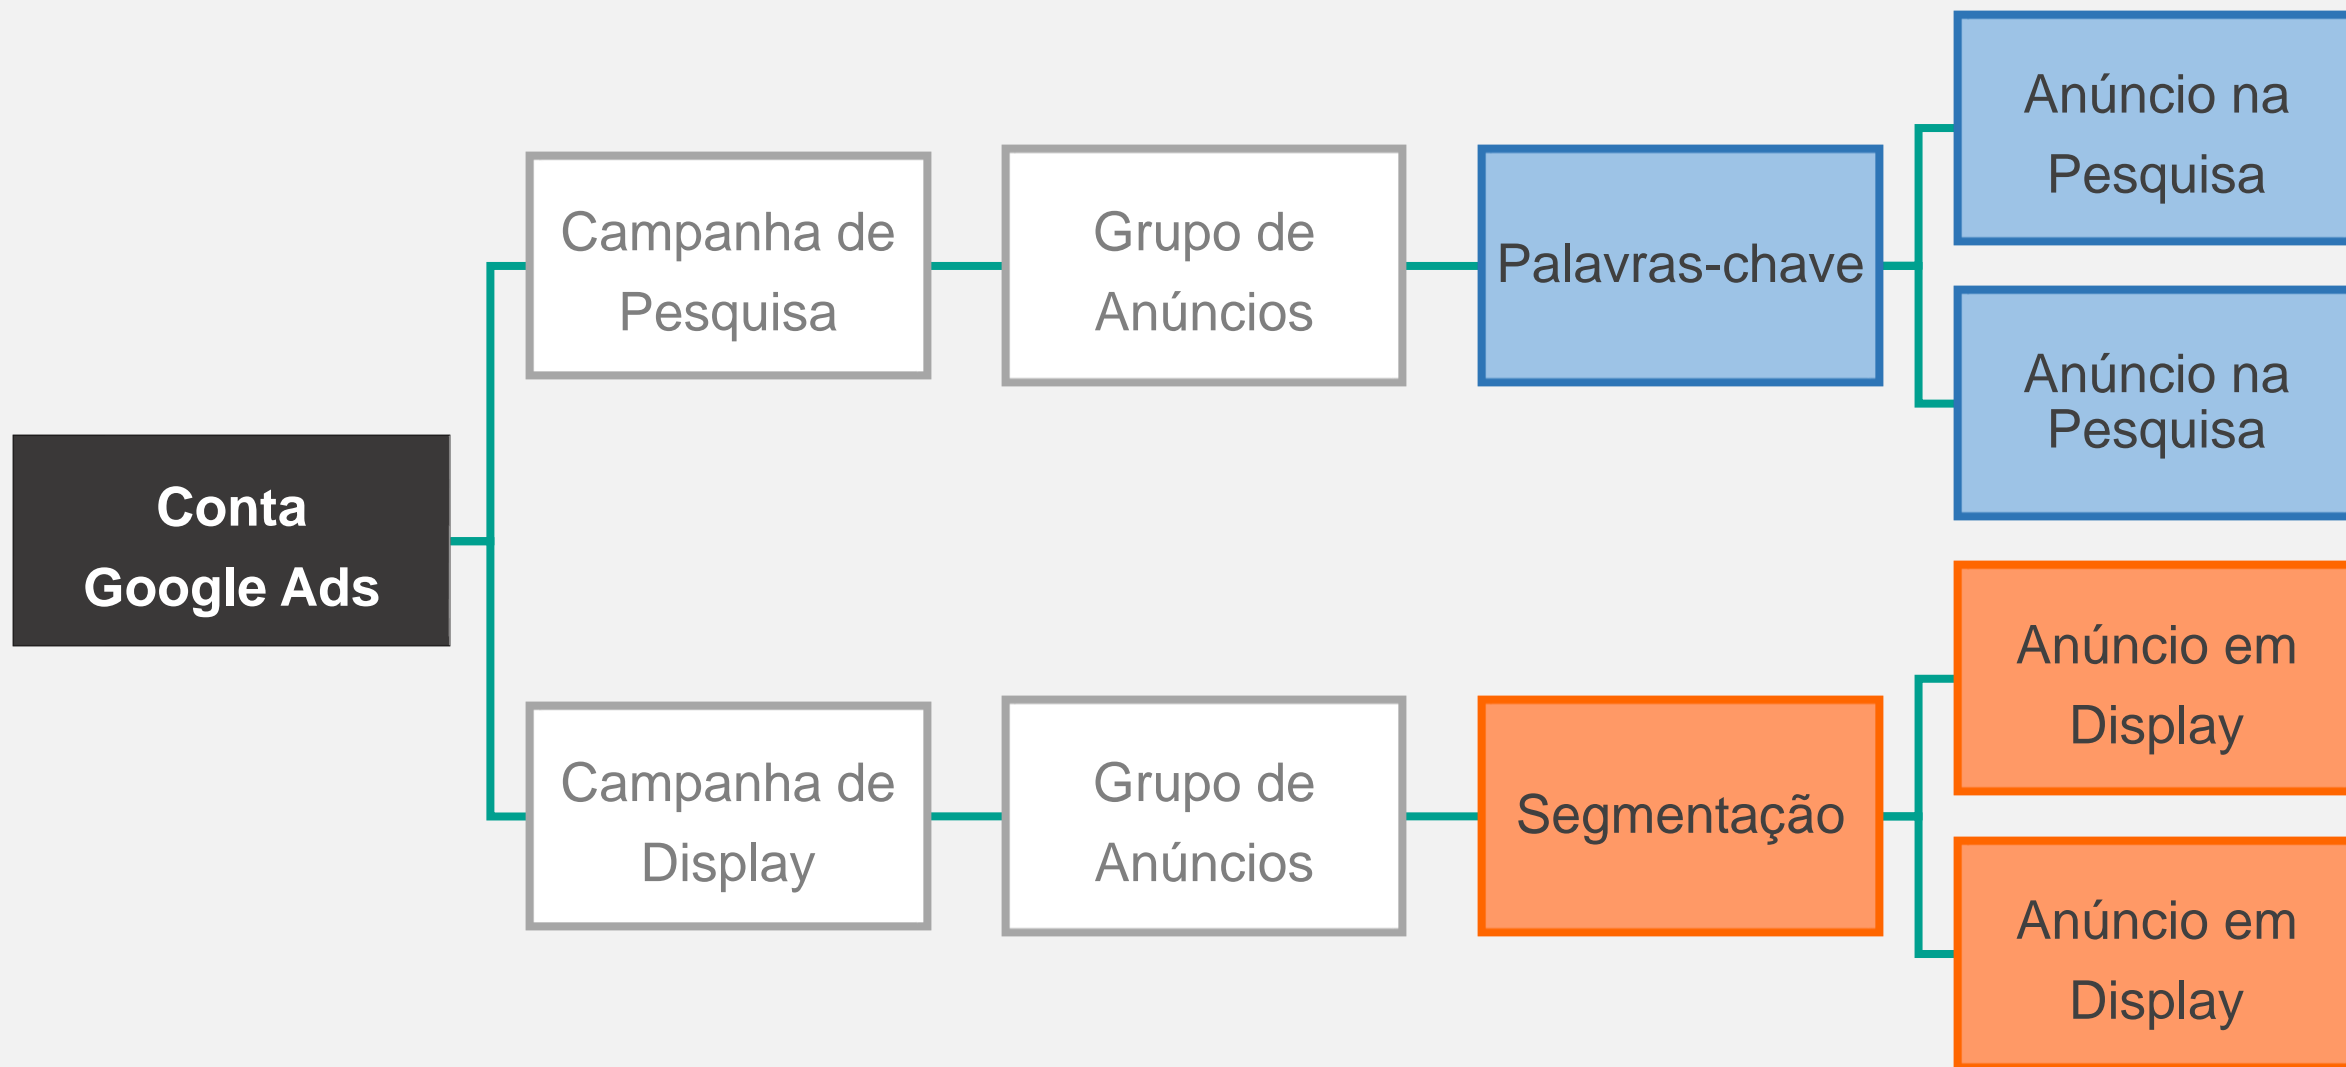 Conta
Google Ads
Campanha de
Pesquisa
Grupo de
Anúncios
Palavras-chave
Anúncio na
Pesquisa
Anúncio na
Pesquisa
Campanha de
Display
Grupo de
Anúncios
Segmentação
Anúncio em
Display
Anúncio em
Display